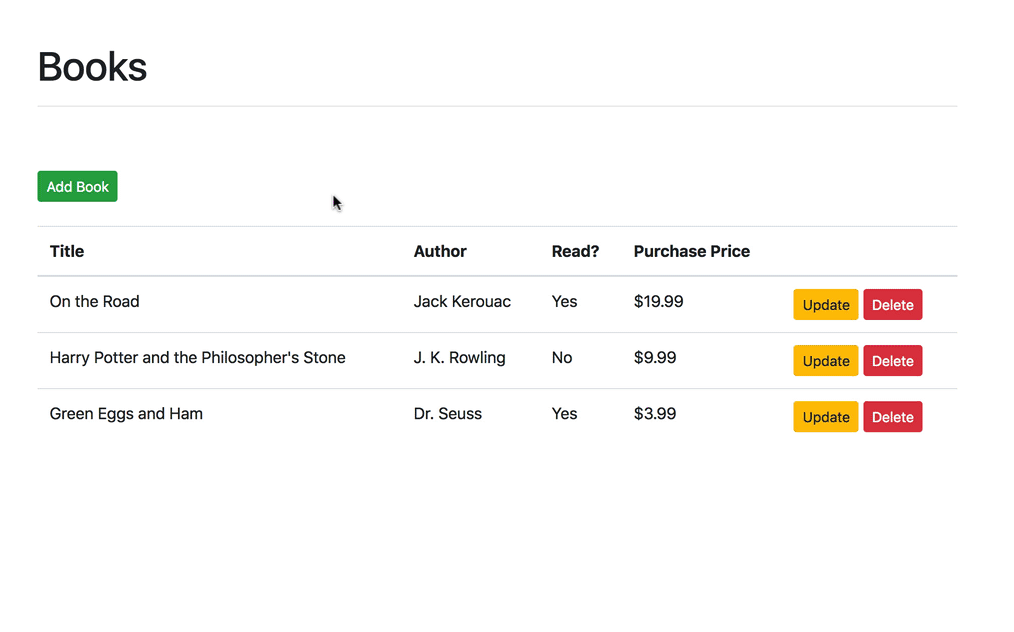 Books
Add Book
Title Author Read? Purchase Price
On the Road Jack Kerouac Yes $19.99 Update Delete
Harry Potter and the Philosopher's Stone J. K. Rowling No $9.99 Update Delete
Green Eggs and Ham Dr. Seuss Yes $3.99 Update Delete